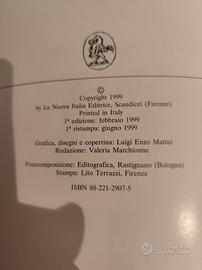 ©
Copyright 1999
by La Nuova Italia Editrice, Scandicci (Firenze)
Printed in Italy
1ª edizione: febbraio 1999
1ª ristampa: giugno 1999
Grafica, disegni e copertina: Luigi Enzo Mattei
Redazione: Valeria Marchionne
Fotocomposizione: Editografica, Rastignano (Bologna)
Stampa: Lito Terrazzi, Firenze
ISBN 88-221-2907-5
subito